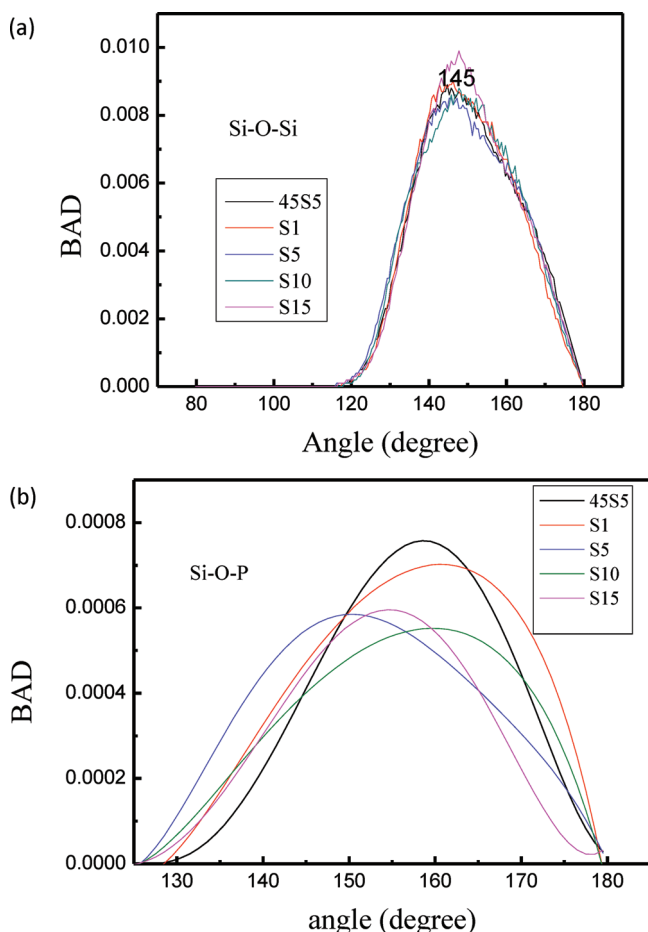 (a)
0.010
0.008
0.006
0.004
0.002
0.000
BAD
145
Si-O-Si
45S5
S1
S5
S10
S15
80
100
120
140
160
180
Angle (degree)
(b)
0.0008
0.0006
0.0004
0.0002
0.0000
BAD
Si-O-P
45S5
S1
S5
S10
S15
130
140
150
160
170
180
angle (degree)